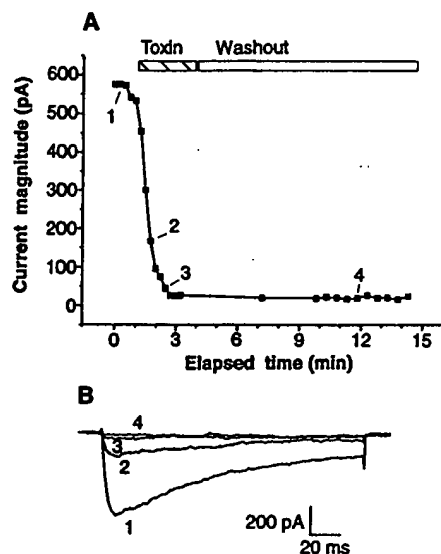 A
Toxin Washout
600
500
400
300
200
100
0
Current magnitude (pA)
1
2
3
4
0 3 6 9 12 15
Elapsed time (min)
B
4
3
2
1
200 pA
20 ms